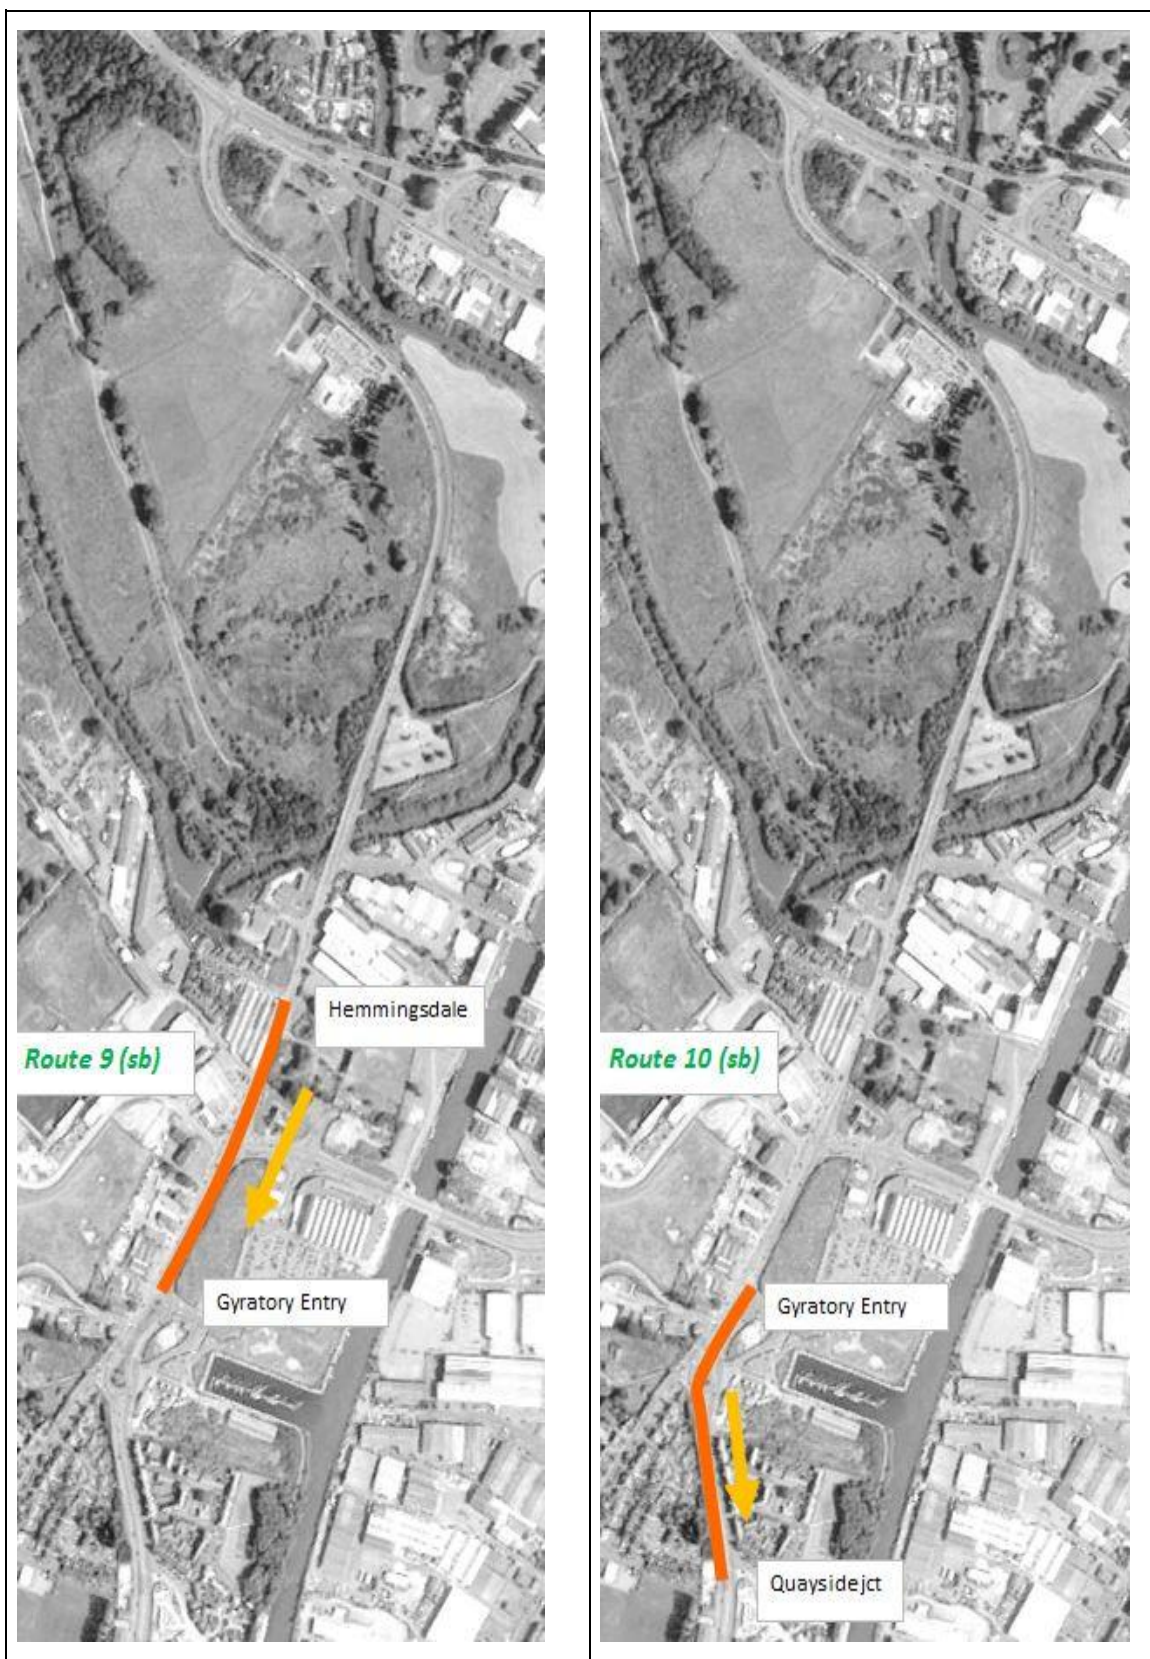 Hemmingsdale
Route 9 (sb)
Gyratory Entry
Route 10 (sb)
Gyratory Entry
Quaysidejct